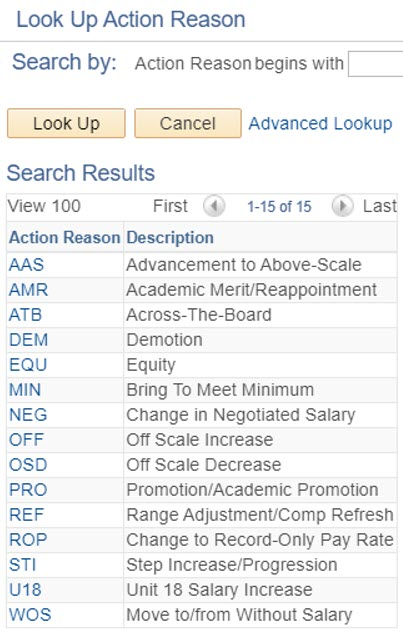 Look Up Action Reason
Search by: Action Reason begins with
Look Up Cancel Advanced Lookup
Search Results
View 100 First 1-15 of 15 Last
Action Reason Description
AAS Advancement to Above-Scale
AMR Academic Merit/Reappointment
ATB Across-The-Board
DEM Demotion
EQU Equity
MIN Bring To Meet Minimum
NEG Change in Negotiated Salary
OFF Off Scale Increase
OSD Off Scale Decrease
PRO Promotion/Academic Promotion
REF Range Adjustment/Comp Refresh
ROP Change to Record-Only Pay Rate
STI Step Increase/Progression
U18 Unit 18 Salary Increase
WOS Move to/from Without Salary